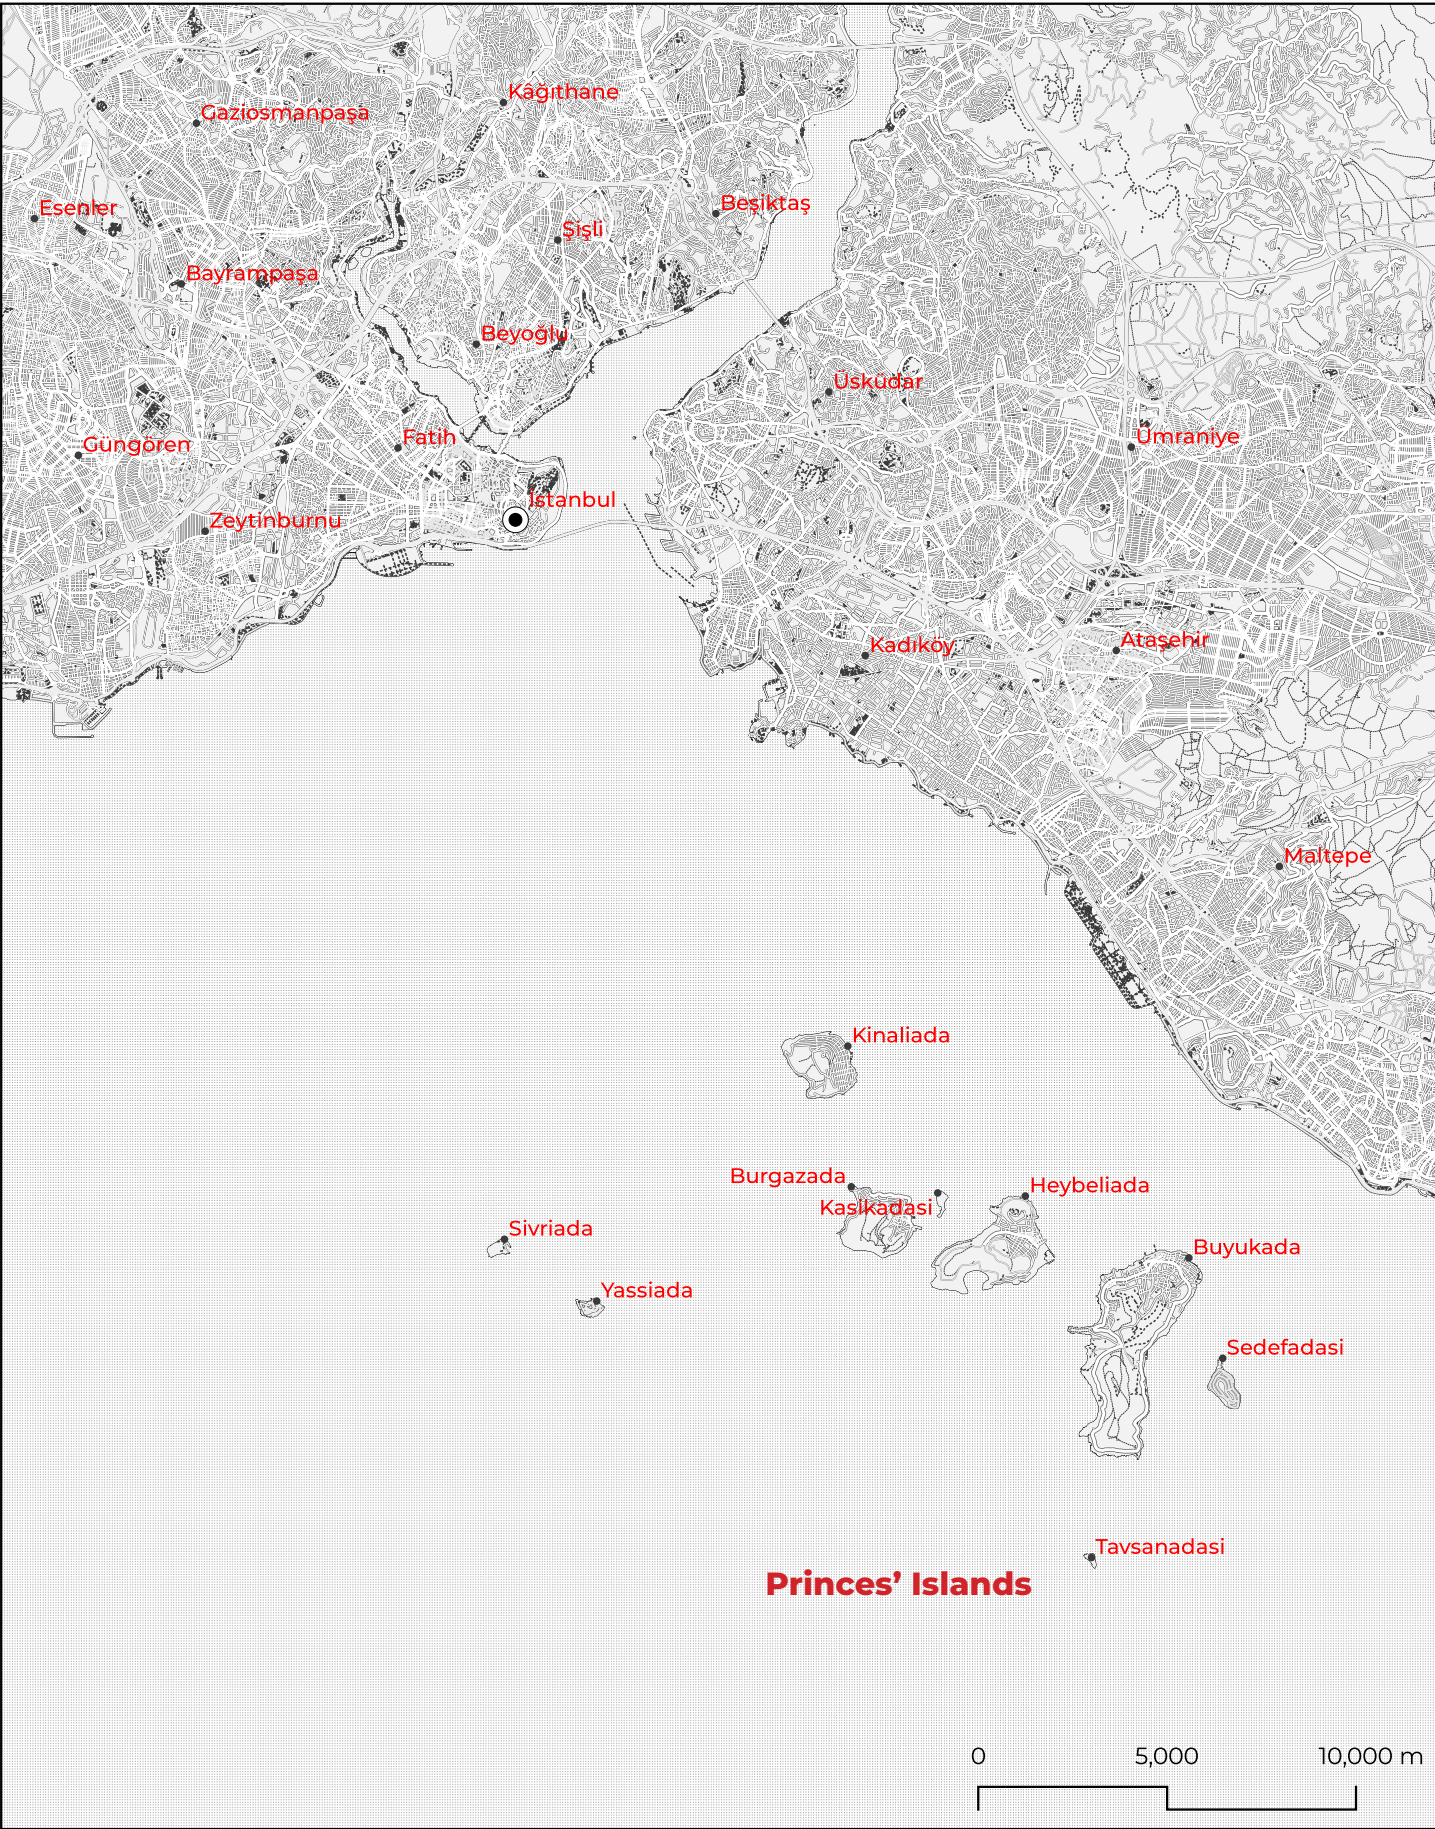 Kâğıthane
Gaziosmanpaşa
Beşiktaş
Esenler
Şişli
Bayrampaşa
Beyoğlu
Üsküdar
Fatih
Ümraniye
Güngören
İstanbul
Zeytinburnu
Ataşehir
Kadıköy
Maltepe
Kinaliada
Burgazada
Heybeliada
Kasikadasi
Sivriada
Buyukada
Yassiada
Sedefadasi
Tavsanadasi
Princes’ Islands
0 5,000 10,000 m